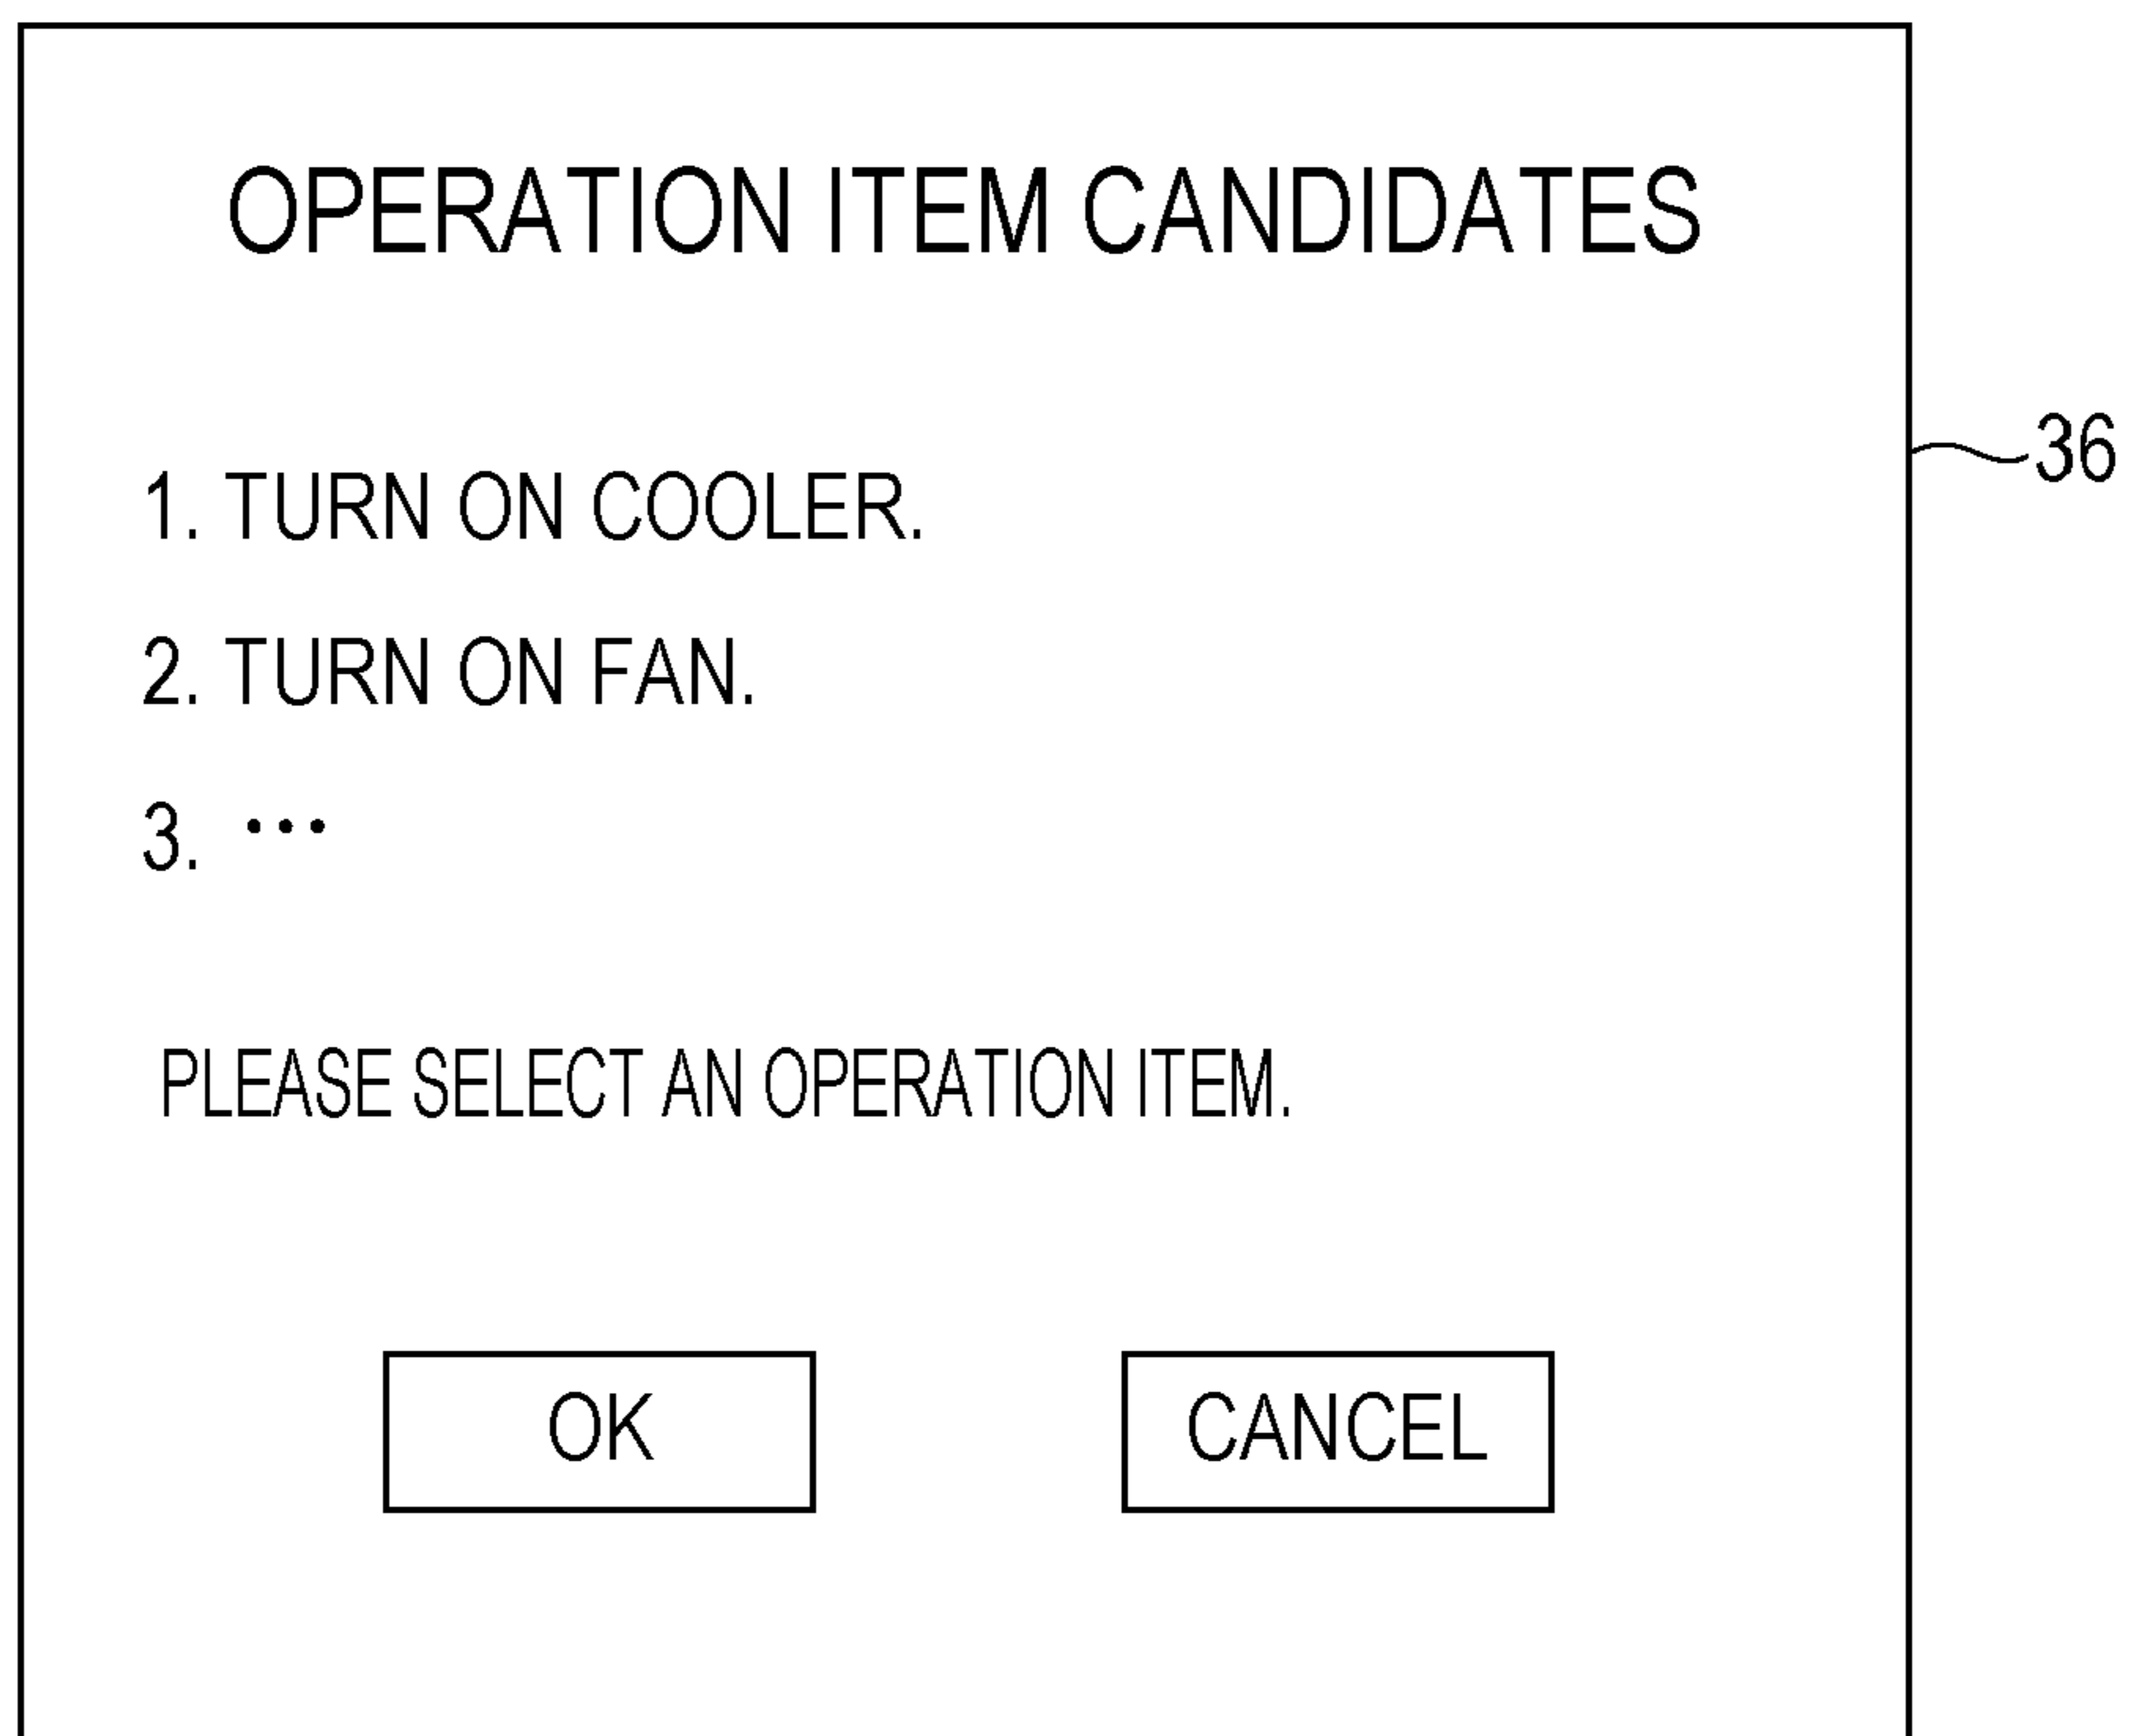 OPERATION ITEM CANDIDATES
36
1. TURN ON COOLER.
2. TURN ON FAN.
3. ･･･
PLEASE SELECT AN OPERATION ITEM.
OK CANCEL